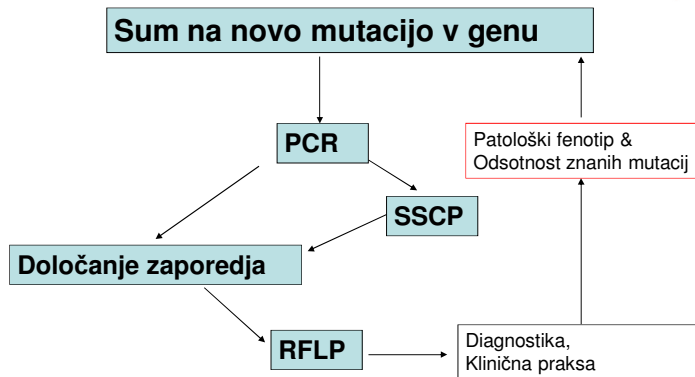 Sum na novo mutacijo v genu
PCR
Patološki fenotip &
Odsotnost znanih mutacij
SSCP
Določanje zaporedja
RFLP
Diagnostika,
Klinična praksa